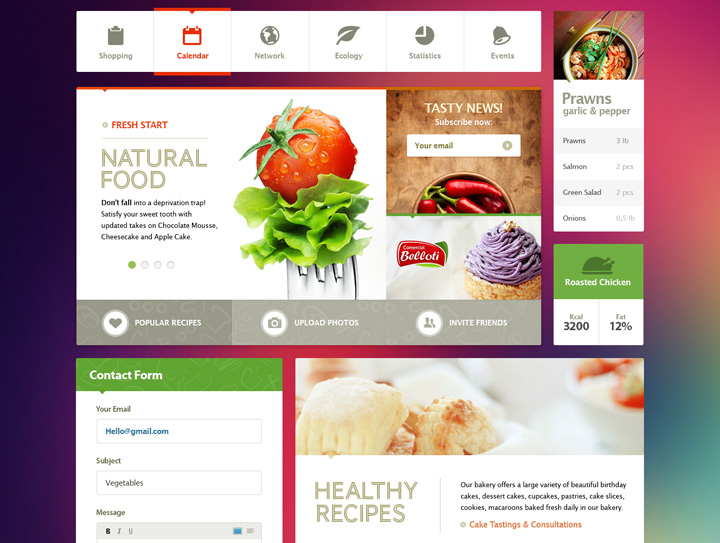 Shopping
Calendar
Network
Ecology
Statistics
Events
FRESH START
NATURAL
FOOD
Don't fall into a deprivation trap!
Satisfy your sweet tooth with
updated takes on Chocolate Mousse,
Cheesecake and Apple Cake.
TASTY NEWS!
Subscribe now:
Your email
Comercial
Belloti
POPULAR RECIPES
UPLOAD PHOTOS
INVITE FRIENDS
Prawns
garlic & pepper
Prawns 3 lb
Salmon 2 pcs
Green Salad 2 pcs
Onions 0,5 lb
Roasted Chicken
Kcal
3200
Fat
12%
Contact Form
Your Email
Hello@gmail.com
Subject
Vegetables
Message
B I U
HEALTHY
RECIPES
Our bakery offers a large variety of beautiful birthday
cakes, dessert cakes, cupcakes, pastries, cake slices,
cookies, macaroons baked fresh daily in our bakery.
Cake Tastings & Consultations